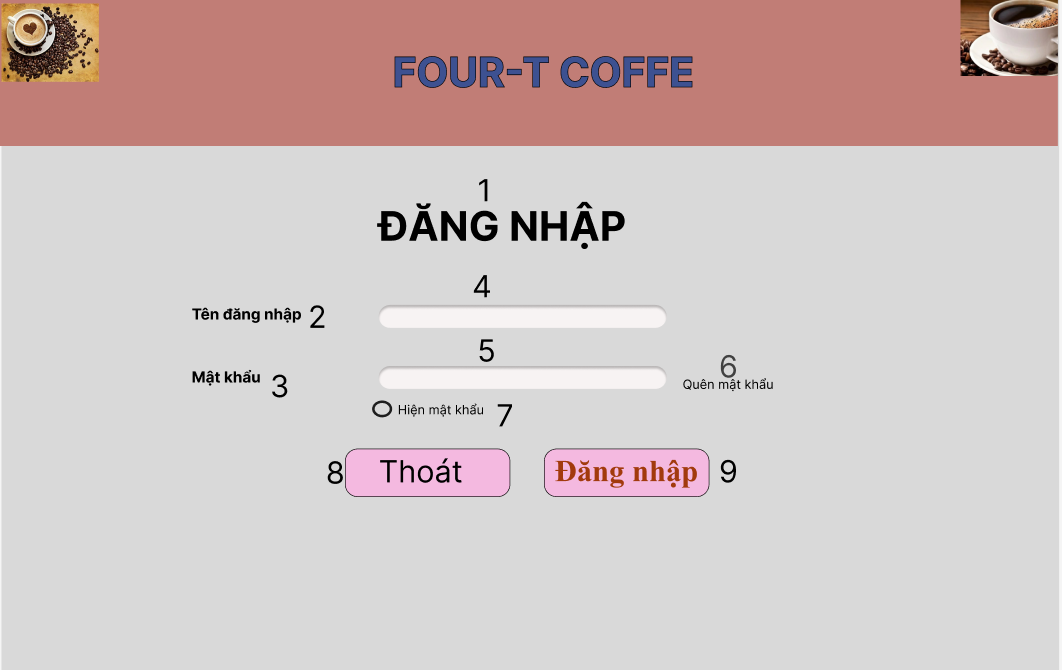 FOUR-T COFFE
1
ĐĂNG NHẬP
4
Tên đăng nhập 2
5
6
Mật khẩu 3
Quên mật khẩu
Hiện mật khẩu 7
8 Thoát
Đăng nhập 9